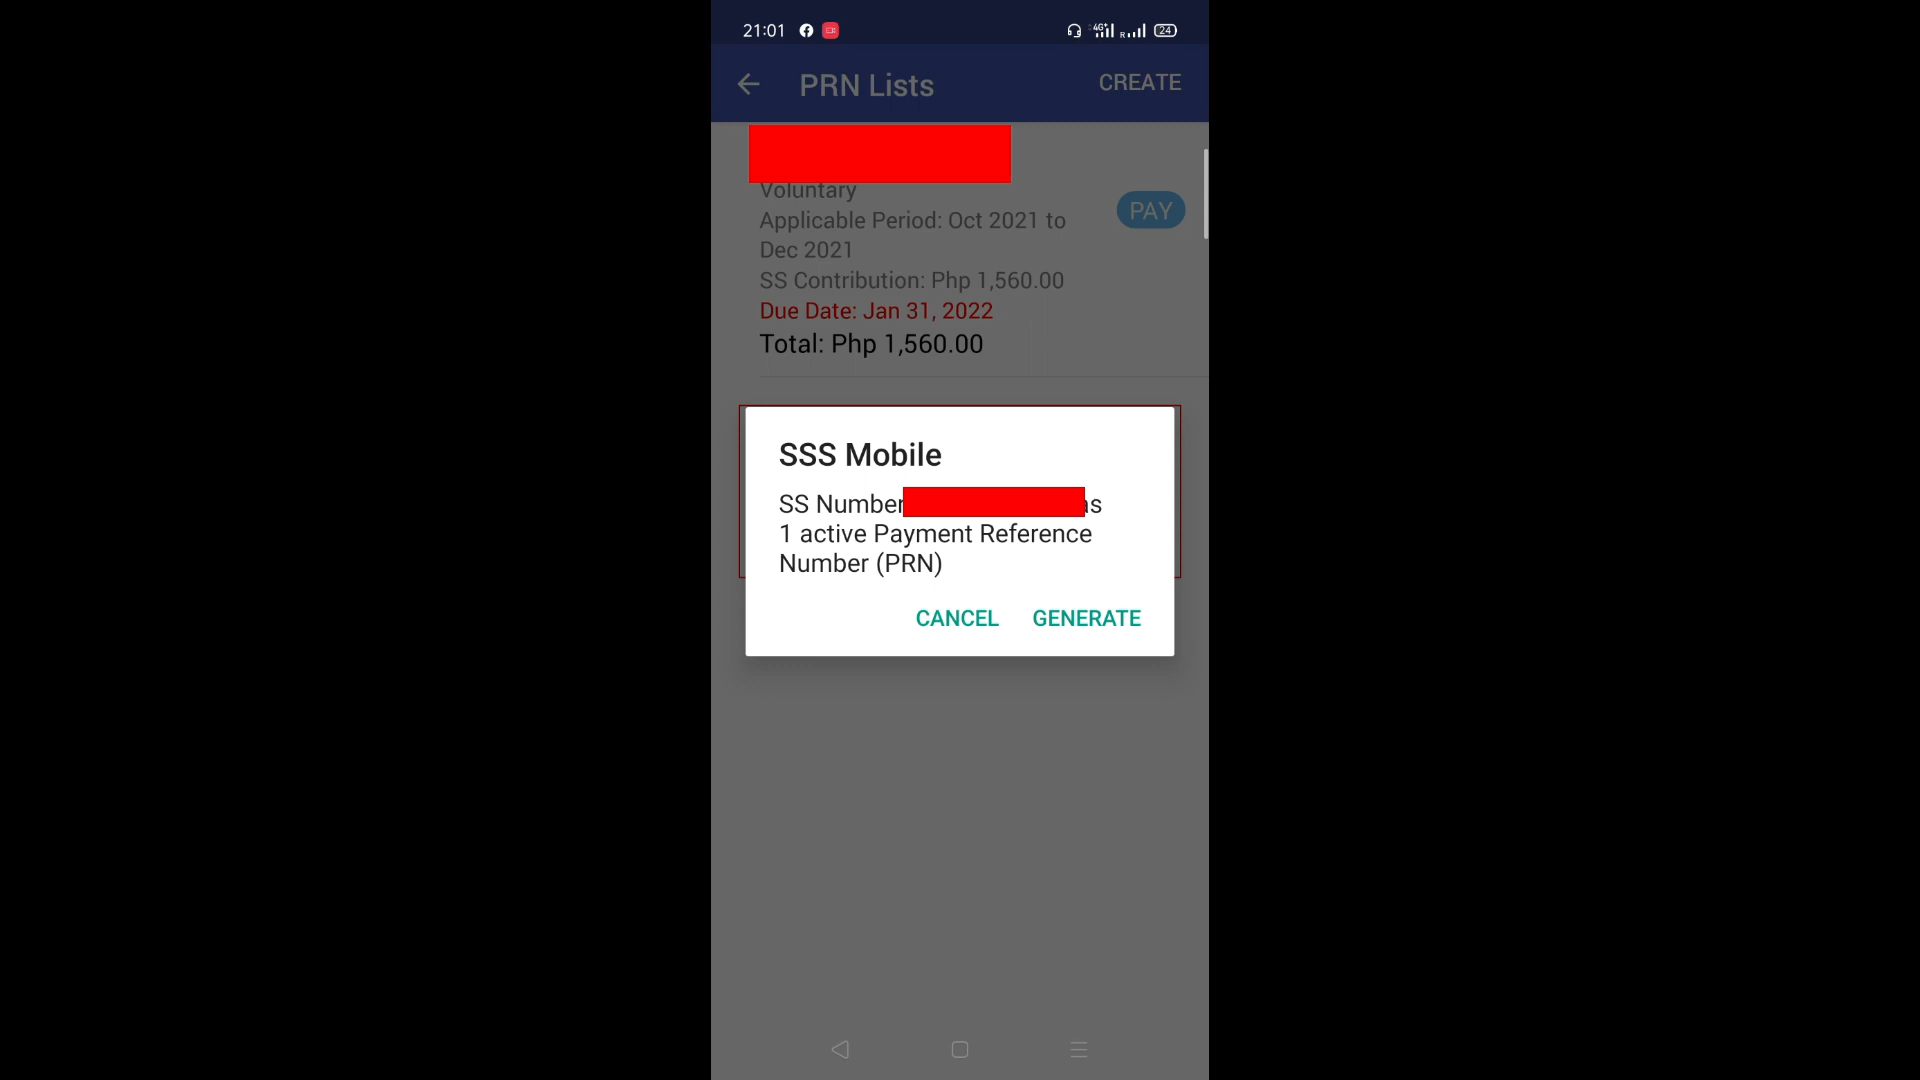 21:01 4G+ R 24
PRN Lists CREATE
Voluntary
Applicable Period: Oct 2021 to PAY
Dec 2021
SS Contribution: Php 1,560.00
Due Date: Jan 31, 2022
Total: Php 1,560.00
SSS Mobile
SS Number
1 active Payment Reference
Number (PRN)
CANCEL GENERATE